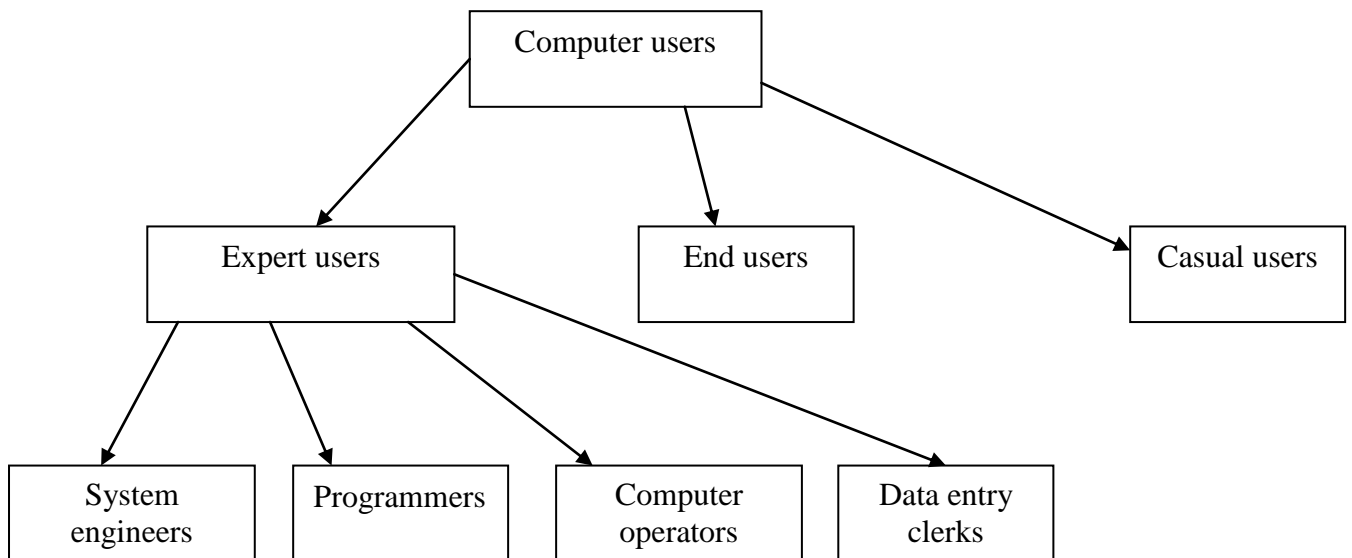 Computer users
Expert users
End users
Casual users
System
engineers
Programmers
Computer
operators
Data entry
clerks